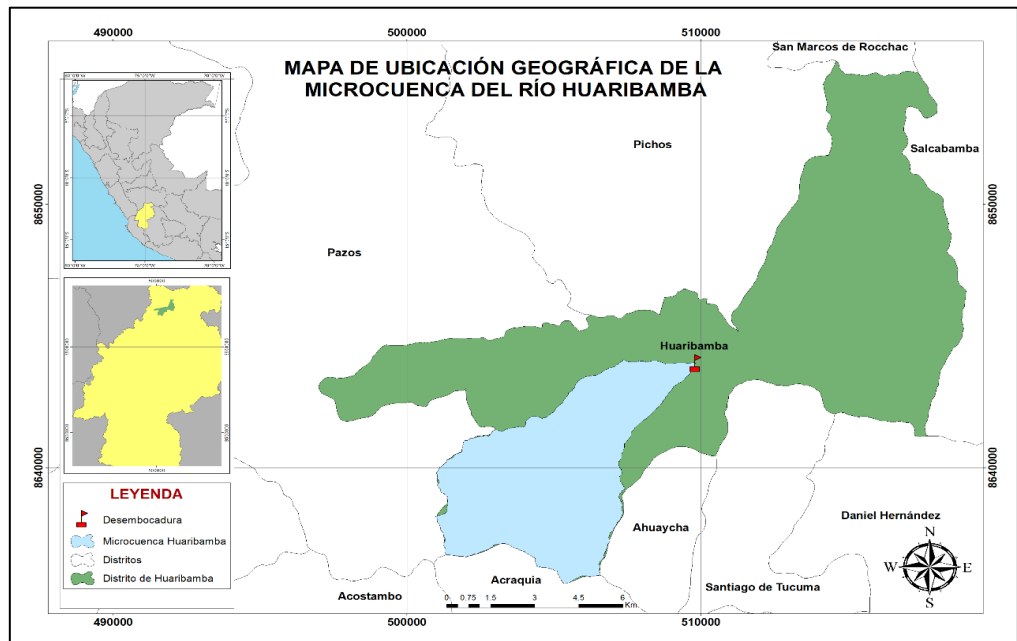 490000
500000
510000
MAPA DE UBICACIÓN GEOGRÁFICA DE LA
MICROCUENCA DEL RÍO HUARIBAMBA
San Marcos de Rocchac
Pichos
Salcabamba
8650000
8650000
Pazos
Huaribamba
8640000
8640000
LEYENDA
Desembocadura
Microcuenca Huaribamba
Distritos
Distrito de Huaribamba
Ahuaycha
Daniel Hernández
N
W
E
S
Acraquia
Acostambo
Santiago de Tucuma
0 0.75 1.5 3 4.5 6
Km.
490000
500000
510000